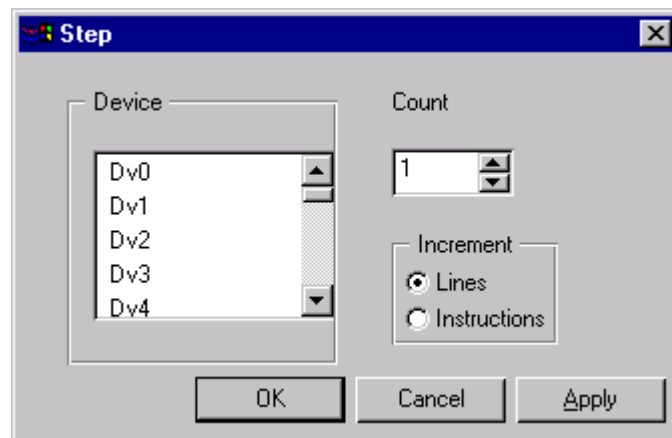 Step
Device
Dv0
Dv1
Dv2
Dv3
Dv4
Count
1
Increment
Lines
Instructions
OK
Cancel
Apply